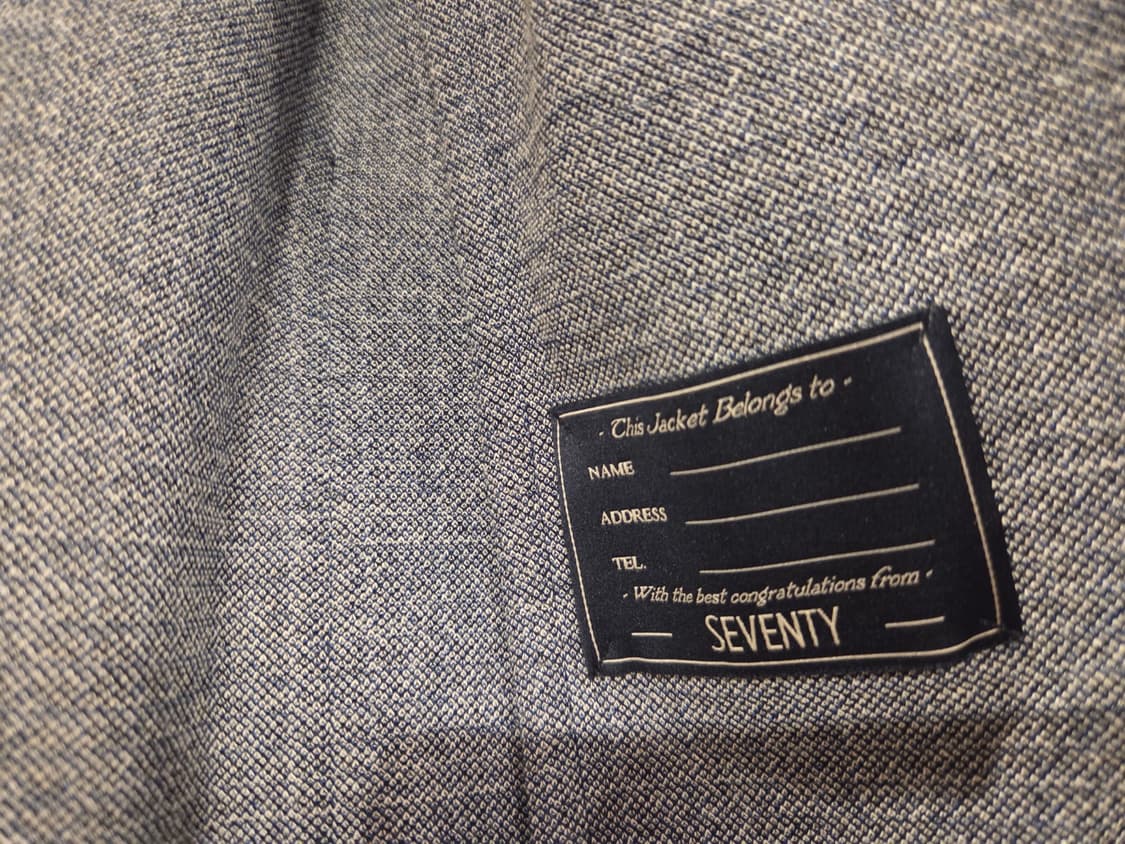 · This Jacket Belongs to ·
NAME
ADDRESS
TEL.
· With the best congratulations from ·
SEVENTY